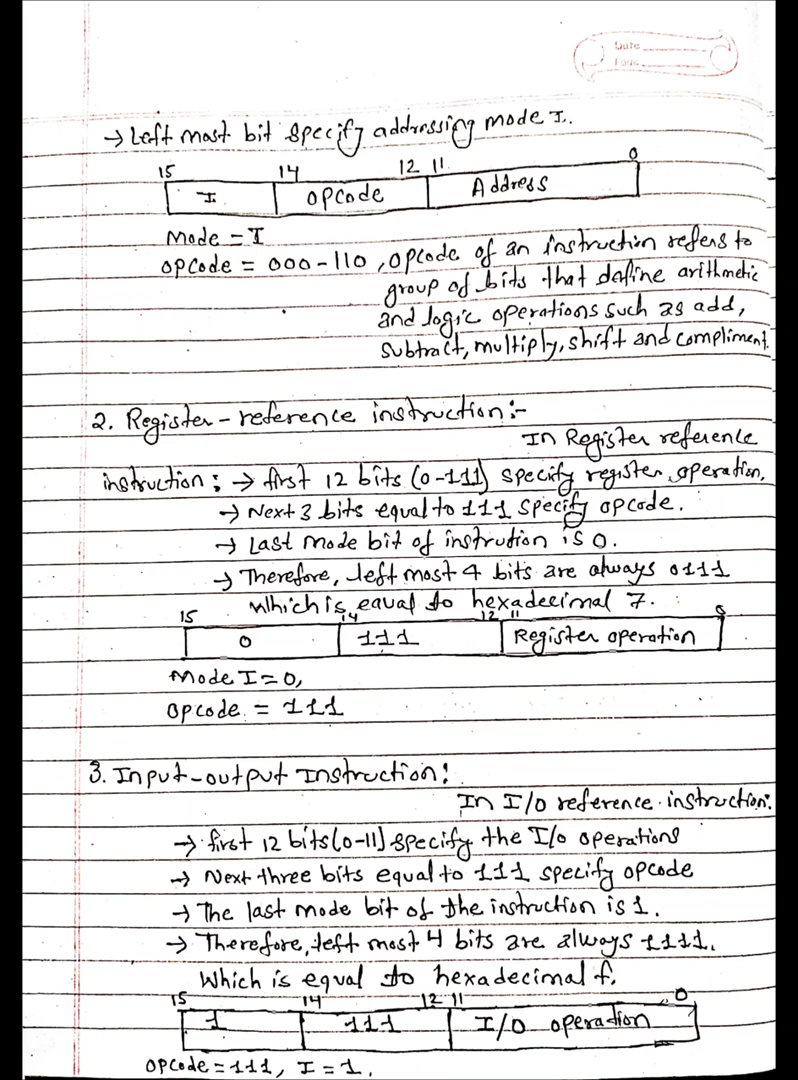 Date
Page
→ Left most bit specify addressing mode I.
15 14 12 11 0
I opcode Address
Mode = I
opcode = 000-110, opcode of an instruction refers to
group of bits that define arithmetic
and logic operations such as add,
subtract, multiply, shift and compliment.
2. Register-reference instruction:-
In Register reference
instruction: → first 12 bits (0-111) specify register operation.
→ Next 3 bits equal to 111 specify opcode.
→ Last mode bit of instrution is 0.
→ Therefore, left most 4 bits are always 0111
which is equal to hexadecimal 7.
15 14 12 11 0
0 111 Register operation
Mode I = 0,
opcode = 111
3. Input-output Instruction:
In I/O reference instruction:
→ first 12 bits (0-11) specify the I/o operations
→ Next three bits equal to 111 specify opcode
→ The last mode bit of the instruction is 1.
→ Therefore, left most 4 bits are always 1111.
Which is equal to hexadecimal f.
15 14 12 11 0
1 111 I/O operation
opcode = 111, I = 1.